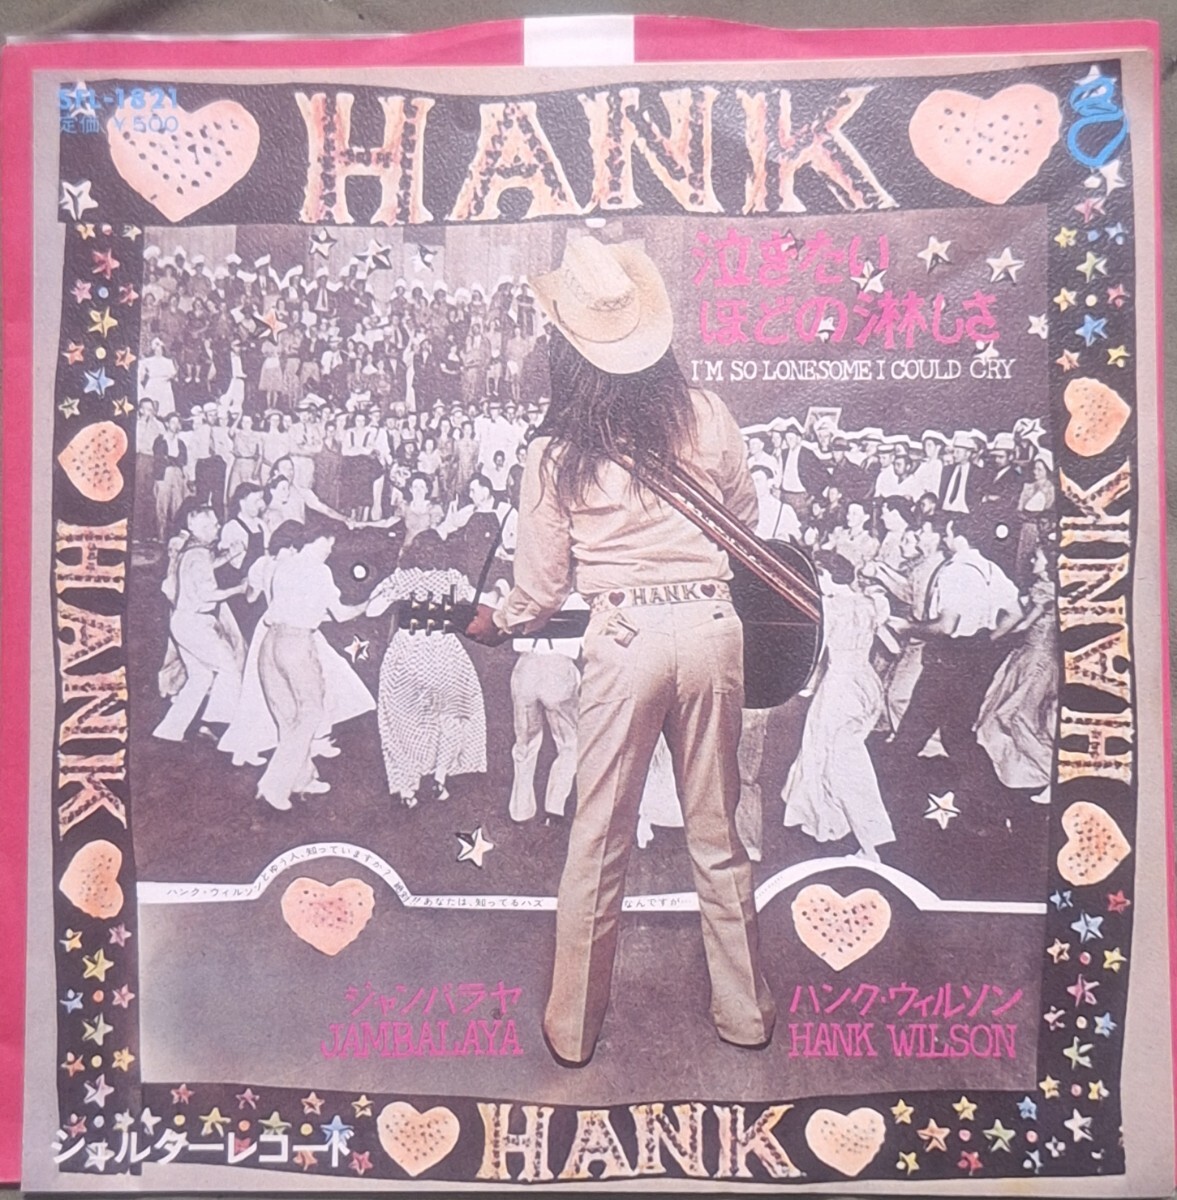 SFL-1821
定価 ¥500
HANK
泣きたい
ほどの淋しさ
I'M SO LONESOME I COULD CRY
HANK
HANK
HANK
ハンク・ウィルソンとゆう人、知っていますか? 絶対!! あなたは、知ってるハズ
なんですが…
ジャンバラヤ
JAMBALAYA
ハンク・ウィルソン
HANK WILSON
シェルターレコード
HANK